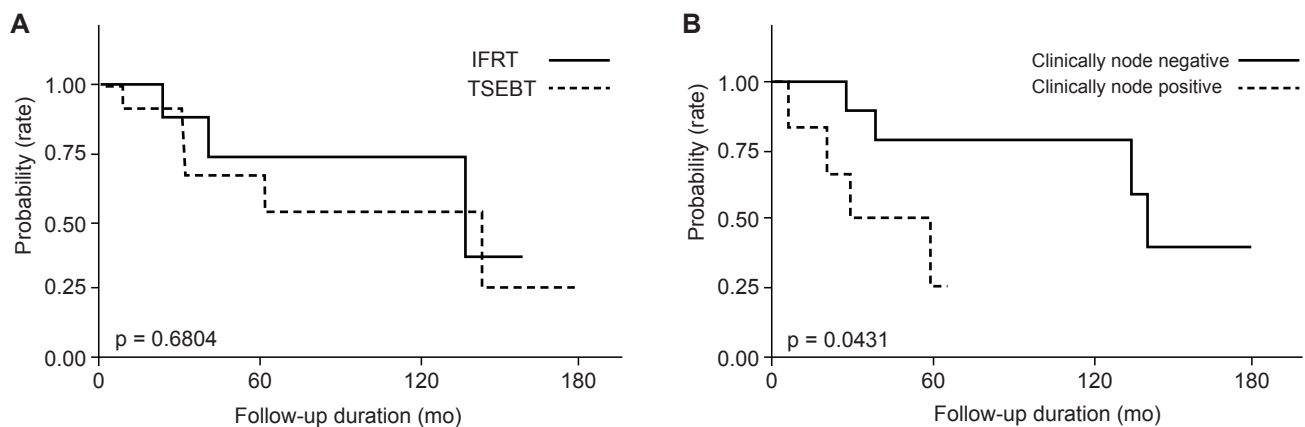 A
IFRT
TSEBT
Probability (rate)
1.00
0.75
0.50
0.25
0.00
p = 0.6804
0
60
120
180
Follow-up duration (mo)
B
Clinically node negative
Clinically node positive
Probability (rate)
1.00
0.75
0.50
0.25
0.00
p = 0.0431
0
60
120
180
Follow-up duration (mo)